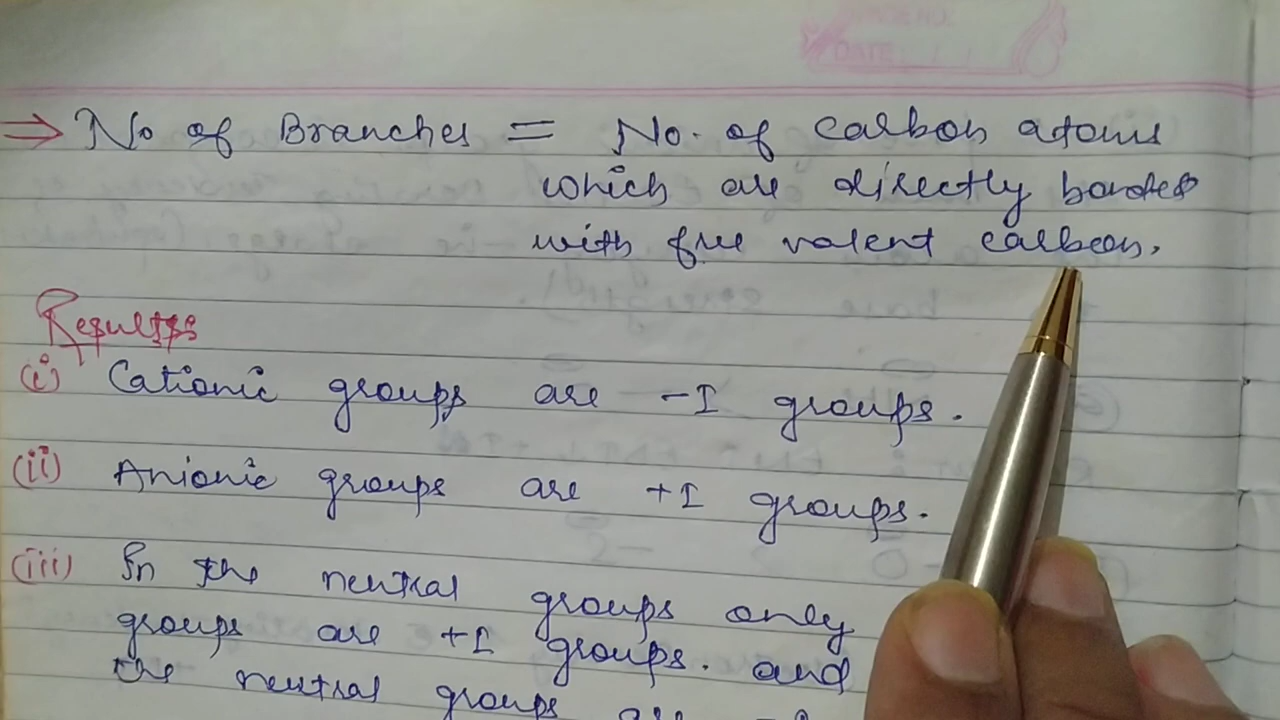 DATE
⇒ No of Branches = No. of carbon atoms
which are directly bonded
with free valent carbon.
Results
(i) Cationic groups are -I groups.
(ii) Anionic groups are +I groups.
(iii) In the neutral groups only
groups are +I groups. and
the neutral groups are